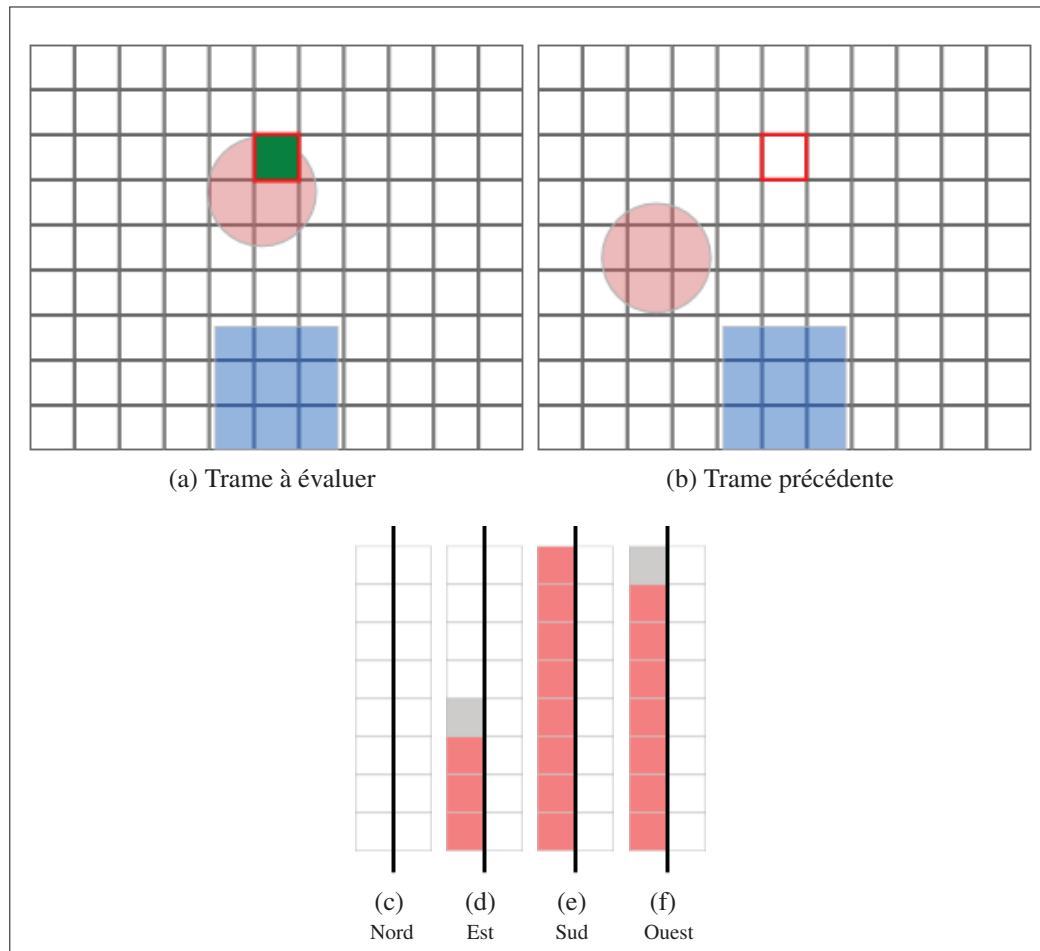 (a) Trame à évaluer
(b) Trame précédente
(c)
(d)
(e)
(f)
Nord
Est
Sud
Ouest